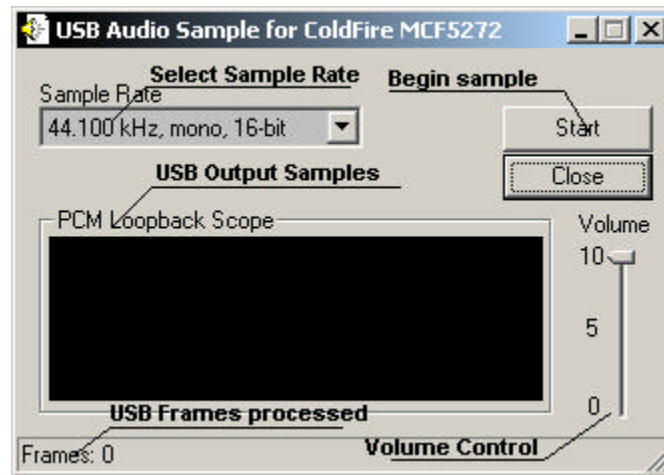 USB Audio Sample for ColdFire MCF5272
Select Sample Rate
Begin sample
Sample Rate
44.100 kHz, mono, 16-bit
Start
USB Output Samples
Close
PCM Loopback Scope
Volume
10
5
0
USB Frames processed
Volume Control
Frames: 0